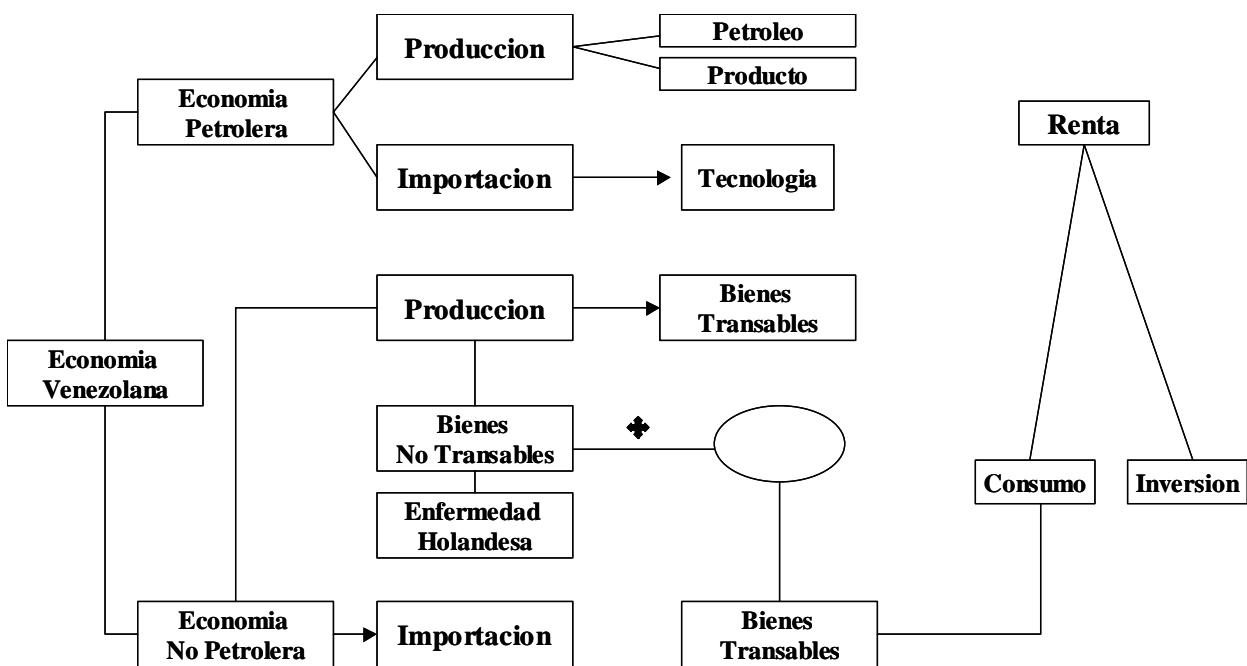 Produccion
Petroleo
Producto
Economia
Petrolera
Importacion
Tecnologia
Renta
Produccion
Bienes
Transables
Economia
Venezolana
Bienes
No Transables
Enfermedad
Holandesa
Consumo
Inversion
Economia
No Petrolera
Importacion
Bienes
Transables